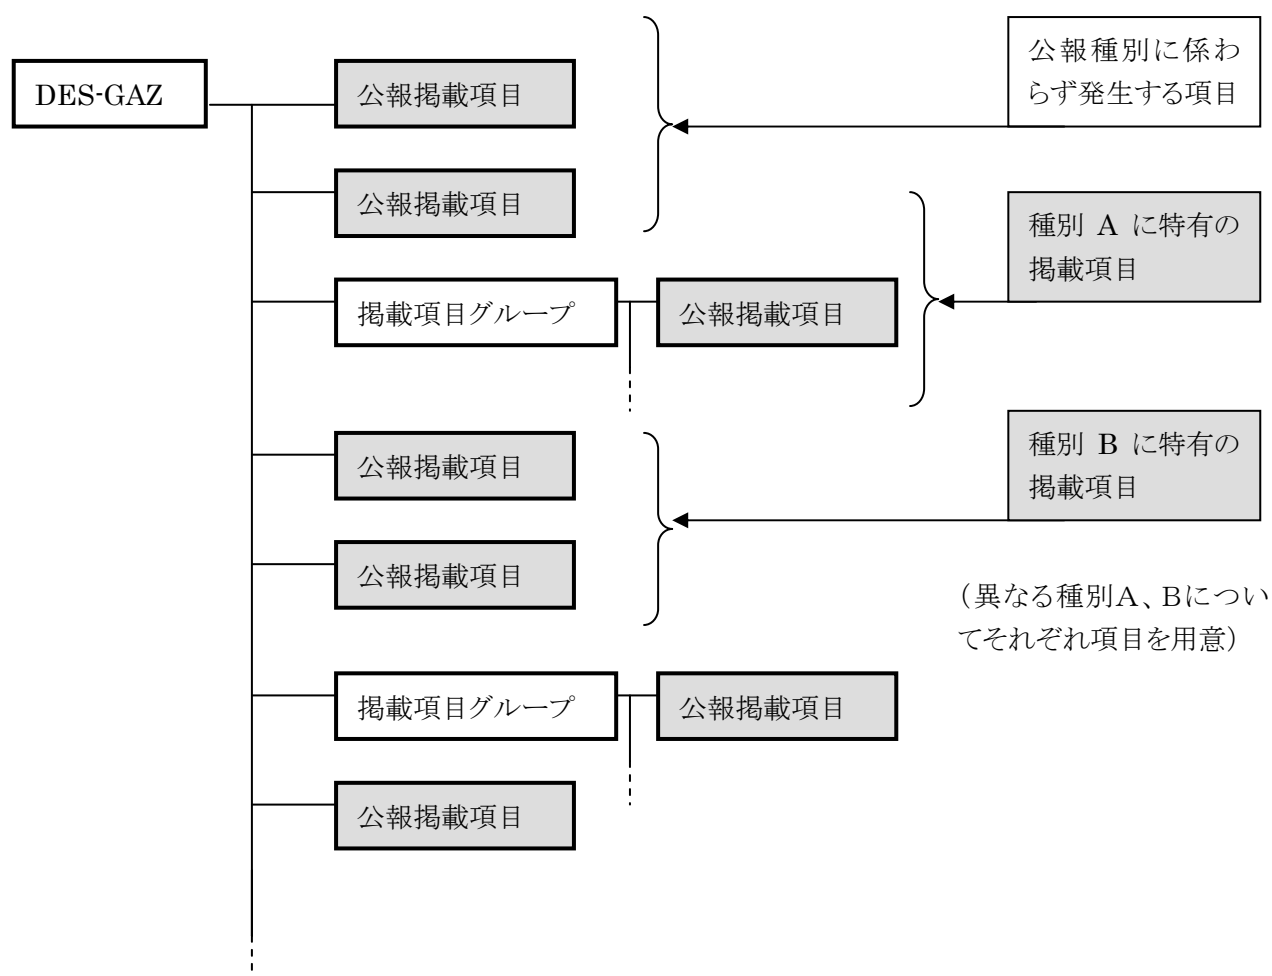 DES-GAZ
公報掲載項目
公報種別に係わ
らず発生する項目
公報掲載項目
種別 A に特有の
掲載項目
掲載項目グループ
公報掲載項目
種別 B に特有の
掲載項目
公報掲載項目
公報掲載項目
（異なる種別Ａ、Ｂについ
てそれぞれ項目を用意）
掲載項目グループ
公報掲載項目
公報掲載項目